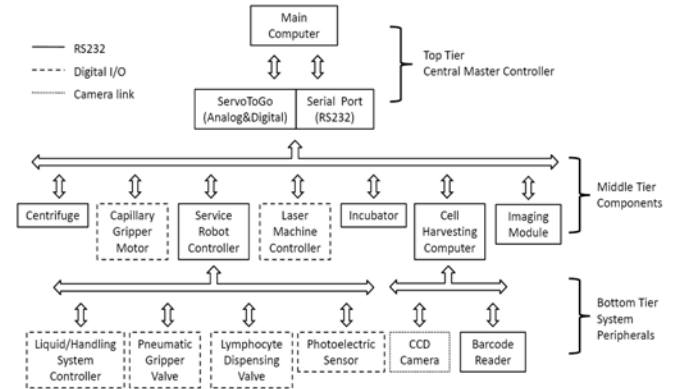 Main
Computer
RS232
Digital I/O
Camera link
Top Tier
Central Master Controller
ServoToGo
(Analog&Digital)
Serial Port
(RS232)
Middle Tier
Components
Centrifuge
Capillary
Gripper
Motor
Service
Robot
Controller
Laser
Machine
Controller
Incubator
Cell
Harvesting
Computer
Imaging
Module
Bottom Tier
System
Peripherals
Liquid/Handling
System
Controller
Pneumatic
Gripper
Valve
Lymphocyte
Dispensing
Valve
Photoelectric
Sensor
CCD
Camera
Barcode
Reader